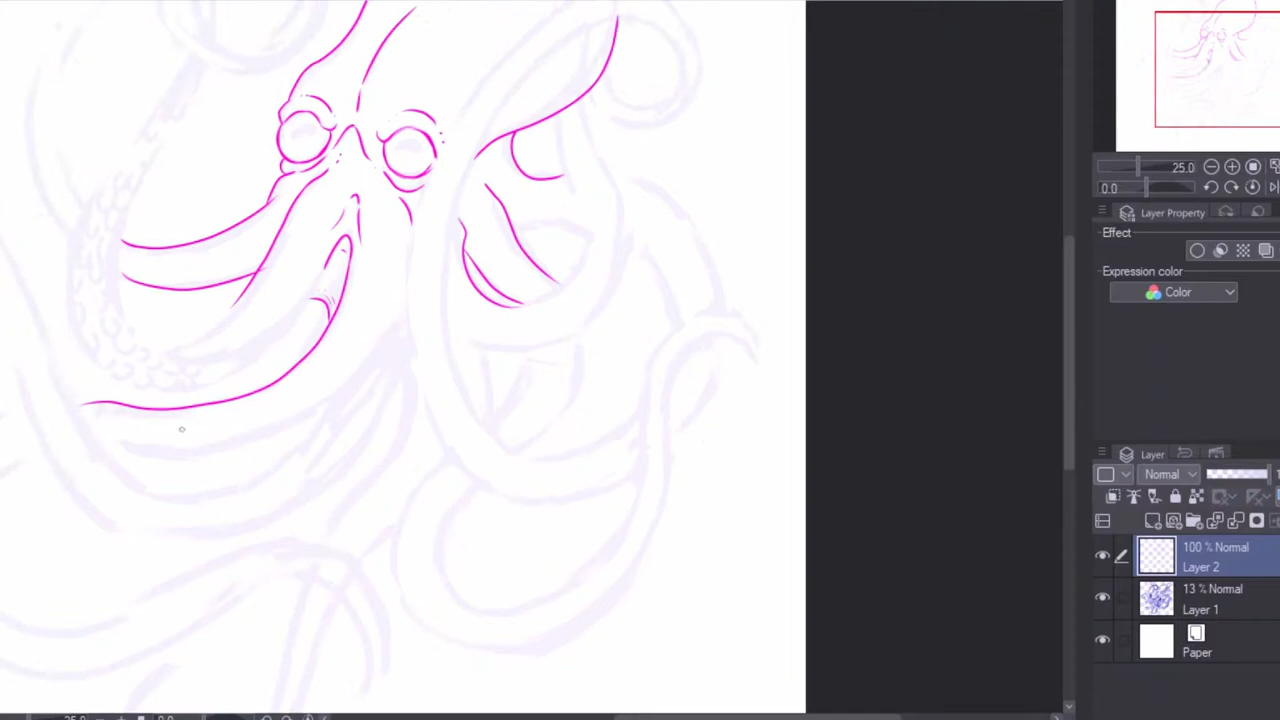 25.0
0.0
Layer Property
Effect
Expression color
Color
Layer
Normal
100 % Normal
Layer 2
13 % Normal
Layer 1
Paper